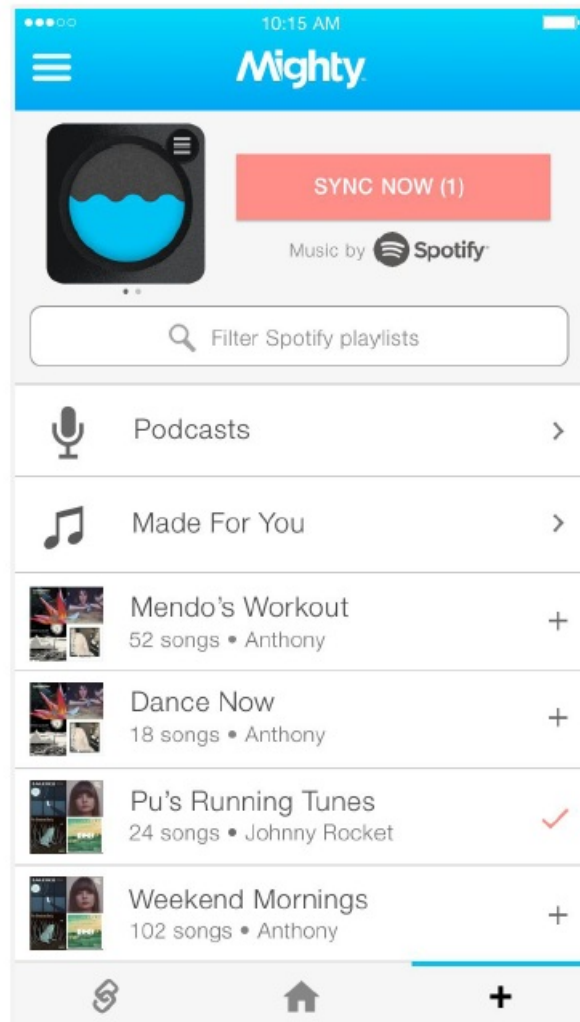 10:15 AM
Mighty
SYNC NOW (1)
Music by Spotify
Filter Spotify playlists
Podcasts
Made For You
Mendo's Workout
52 songs • Anthony
Dance Now
18 songs • Anthony
Pu's Running Tunes
24 songs • Johnny Rocket
Weekend Mornings
102 songs • Anthony